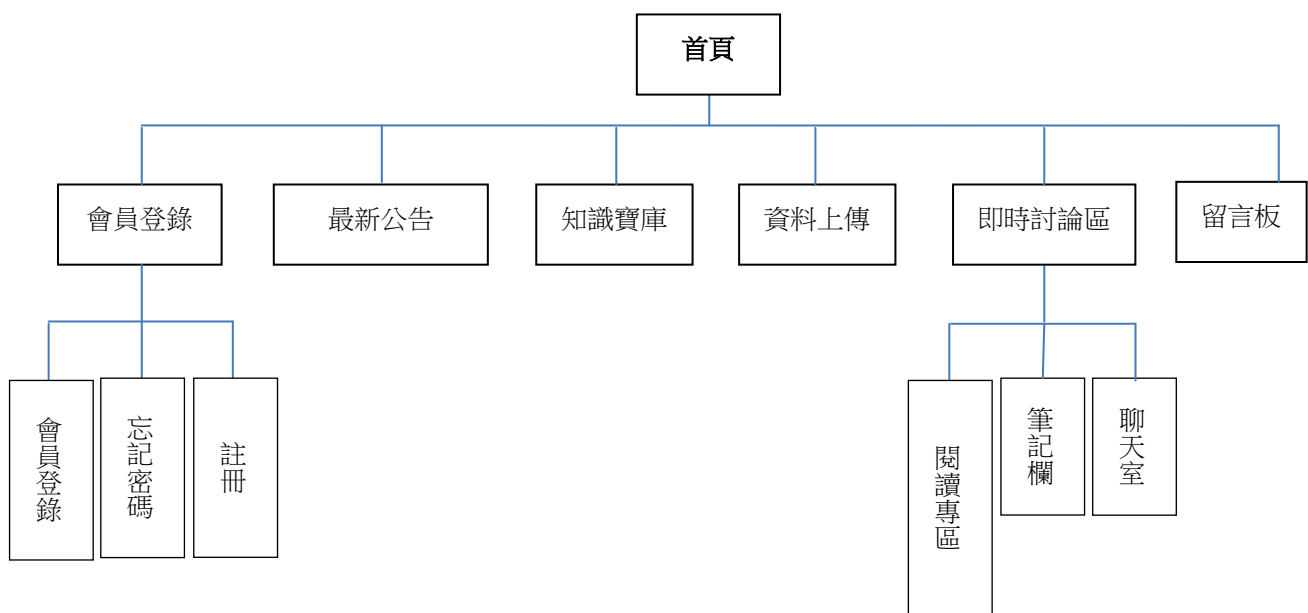 首頁
會員登錄
最新公告
知識寶庫
資料上傳
即時討論區
留言板
會員登錄
忘記密碼
註冊
閱讀專區
筆記欄
聊天室